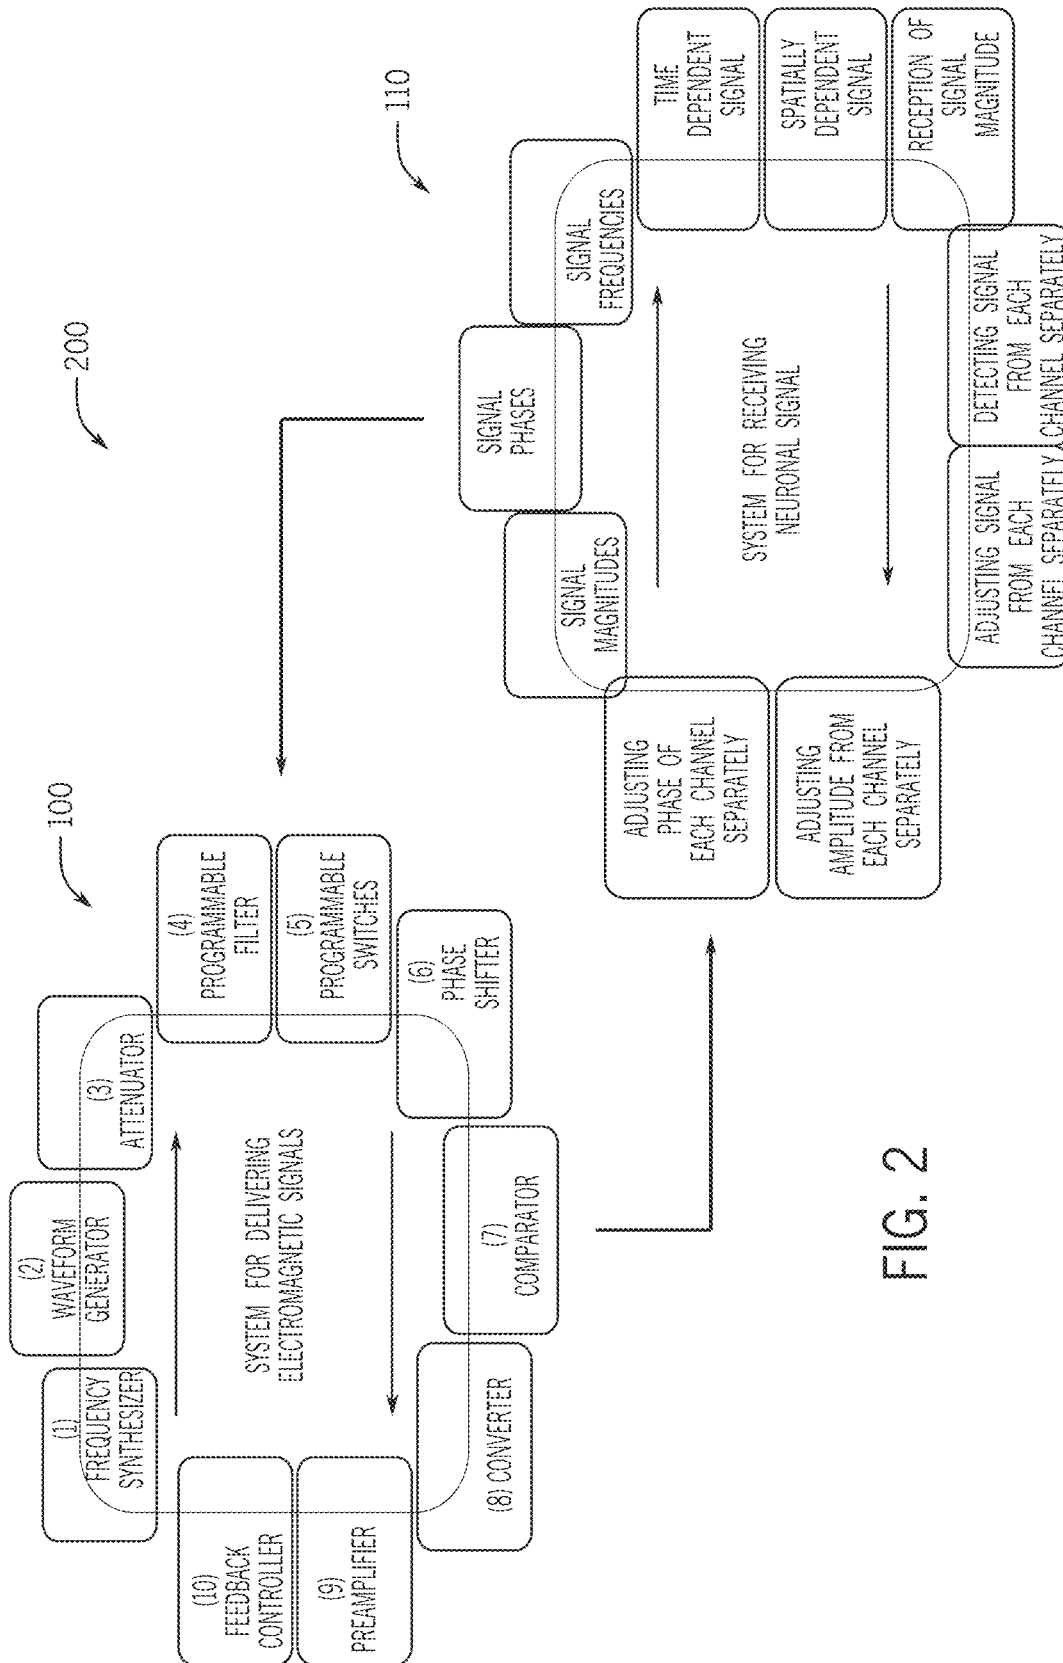 200
100
(1)
FREQUENCY
SYNTHESIZER
(2)
WAVEFORM
GENERATOR
(3)
ATTENUATOR
(4)
PROGRAMMABLE
FILTER
(5)
PROGRAMMABLE
SWITCHES
(6)
PHASE
SHIFTER
(7)
COMPARATOR
(8) CONVERTER
(9)
PREAMPLIFIER
(10)
FEEDBACK
CONTROLLER
SYSTEM FOR DELIVERING
ELECTROMAGNETIC SIGNALS
110
SIGNAL
MAGNITUDES
SIGNAL
PHASES
SIGNAL
FREQUENCIES
TIME
DEPENDENT
SIGNAL
SPATIALLY
DEPENDENT
SIGNAL
RECEPTION OF
SIGNAL
MAGNITUDE
DETECTING SIGNAL
FROM EACH
CHANNEL SEPARATELY
ADJUSTING SIGNAL
FROM EACH
CHANNEL SEPARATELY
ADJUSTING
AMPLITUDE FROM
EACH CHANNEL
SEPARATELY
ADJUSTING
PHASE OF
EACH CHANNEL
SEPARATELY
SYSTEM FOR RECEIVING
NEURONAL SIGNAL
FIG. 2